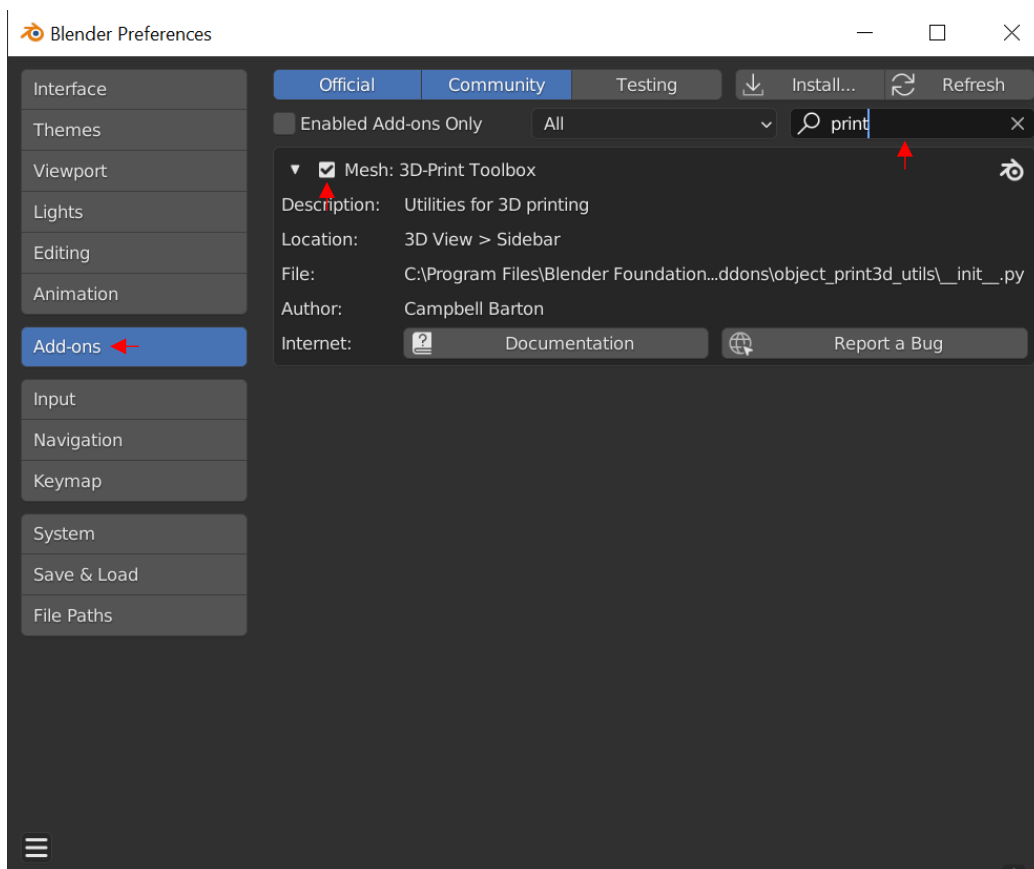 Blender Preferences
Interface
Themes
Viewport
Lights
Editing
Animation
Add-ons
Input
Navigation
Keymap
System
Save & Load
File Paths
Official Community Testing Install... Refresh
Enabled Add-ons Only All print
Mesh: 3D-Print Toolbox
Description: Utilities for 3D printing
Location: 3D View > Sidebar
File: C:\Program Files\Blender Foundation...ddons\object_print3d_utils\__init__.py
Author: Campbell Barton
Internet: Documentation Report a Bug